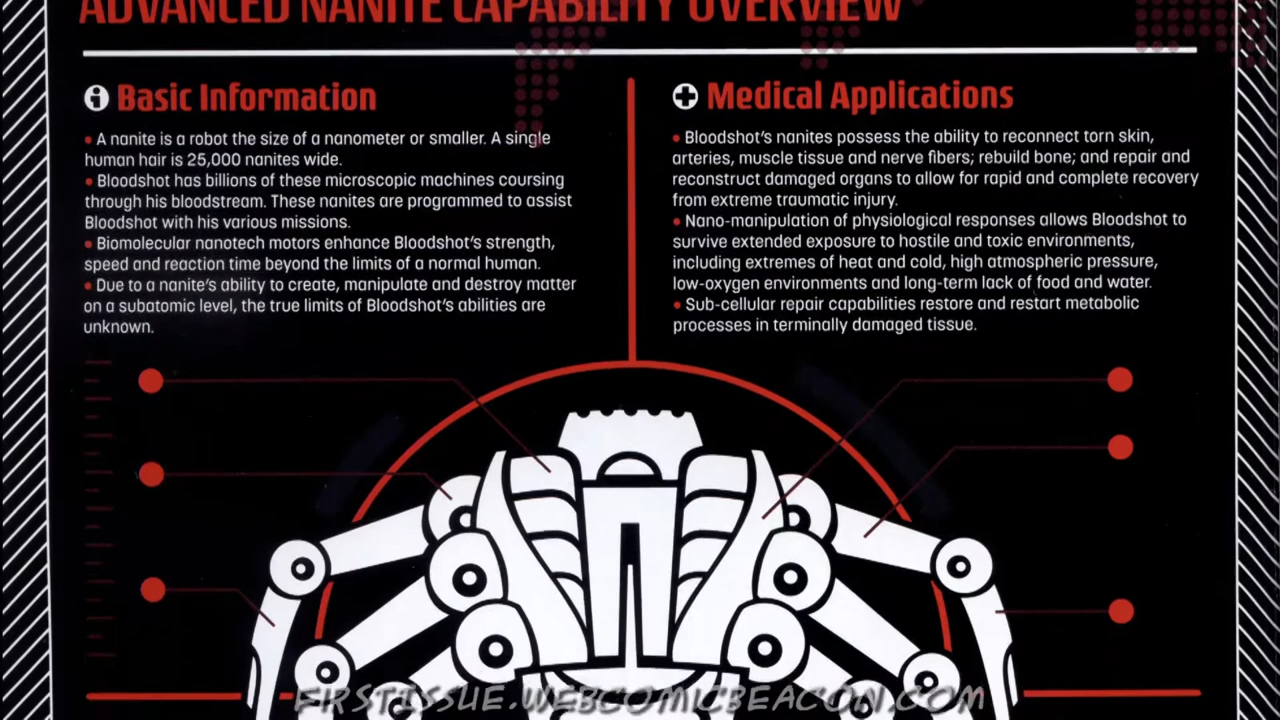 ADVANCED NANITE CAPABILITY OVERVIEW
Basic Information
• A nanite is a robot the size of a nanometer or smaller. A single
human hair is 25,000 nanites wide.
• Bloodshot has billions of these microscopic machines coursing
through his bloodstream. These nanites are programmed to assist
Bloodshot with his various missions.
• Biomolecular nanotech motors enhance Bloodshot's strength,
speed and reaction time beyond the limits of a normal human.
• Due to a nanite's ability to create, manipulate and destroy matter
on a subatomic level, the true limits of Bloodshot's abilities are
unknown.
Medical Applications
• Bloodshot's nanites possess the ability to reconnect torn skin,
arteries, muscle tissue and nerve fibers; rebuild bone; and repair and
reconstruct damaged organs to allow for rapid and complete recovery
from extreme traumatic injury.
• Nano-manipulation of physiological responses allows Bloodshot to
survive extended exposure to hostile and toxic environments,
including extremes of heat and cold, high atmospheric pressure,
low-oxygen environments and long-term lack of food and water.
• Sub-cellular repair capabilities restore and restart metabolic
processes in terminally damaged tissue.
FIRSTISSUE.WEBCOMICBEACON.COM